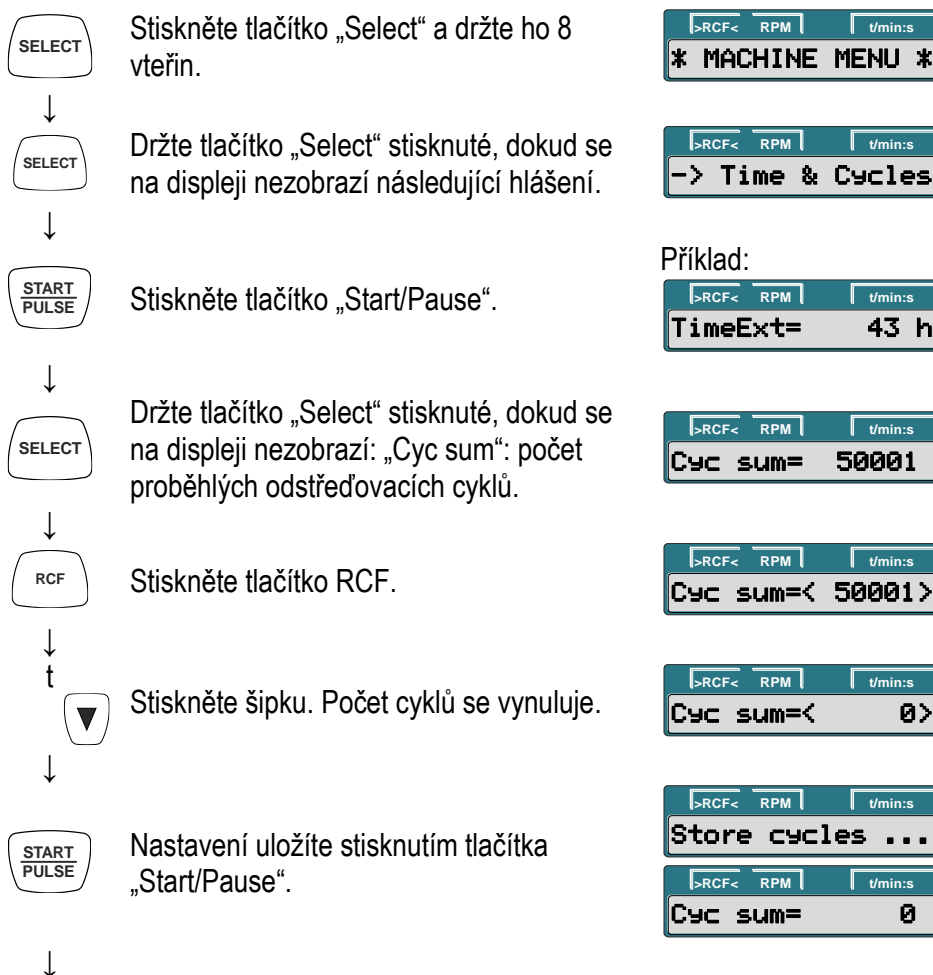 SELECT
Stiskněte tlačítko „Select“ a držte ho 8
vteřin.
>RCF< RPM t/min:s
* MACHINE MENU *
↓
SELECT
Držte tlačítko „Select“ stisknuté, dokud se
na displeji nezobrazí následující hlášení.
>RCF< RPM t/min:s
-> Time & Cycles
↓
START
PULSE
Stiskněte tlačítko „Start/Pause“.
Příklad:
>RCF< RPM t/min:s
TimeExt= 43 h
↓
SELECT
Držte tlačítko „Select“ stisknuté, dokud se
na displeji nezobrazí: „Cyc sum“: počet
proběhlých odstřeďovacích cyklů.
>RCF< RPM t/min:s
Cyc sum= 50001
↓
RCF
Stiskněte tlačítko RCF.
>RCF< RPM t/min:s
Cyc sum=< 50001>
↓
t
▼
Stiskněte šipku. Počet cyklů se vynuluje.
>RCF< RPM t/min:s
Cyc sum=< 0>
↓
START
PULSE
Nastavení uložíte stisknutím tlačítka
„Start/Pause“.
>RCF< RPM t/min:s
Store cycles ...
>RCF< RPM t/min:s
Cyc sum= 0
↓